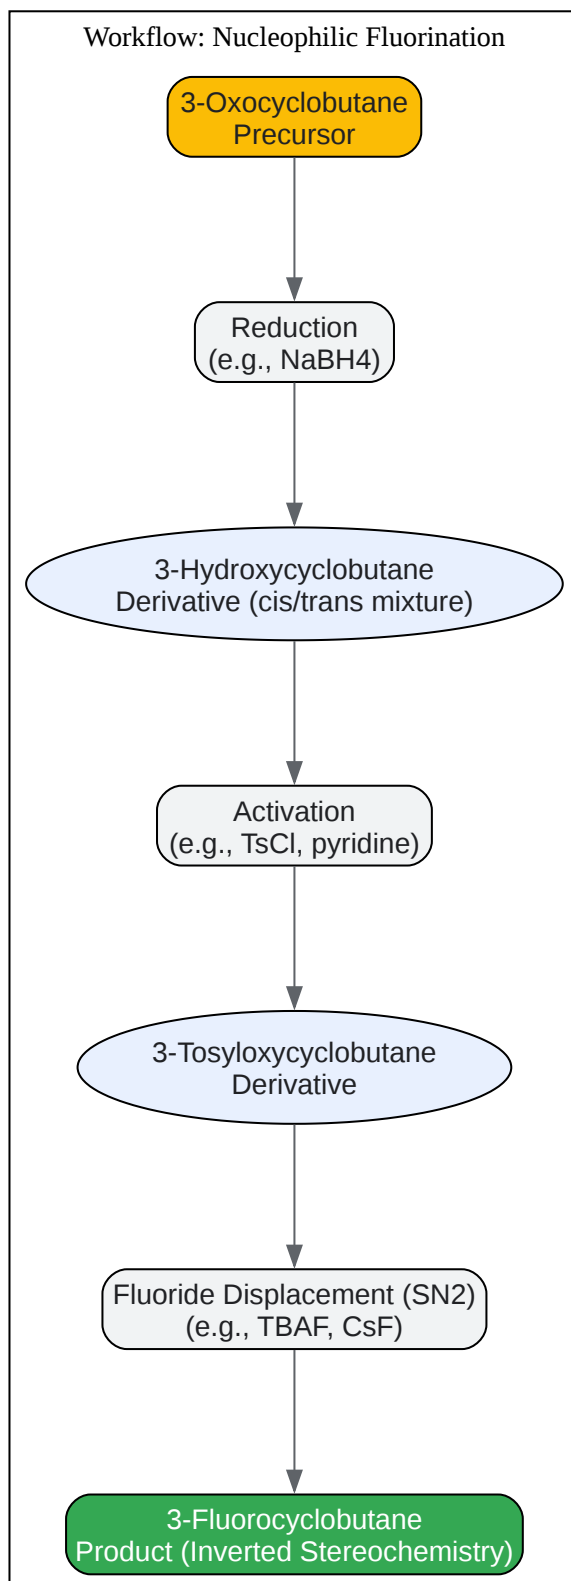 Workflow: Nucleophilic Fluorination
3-Oxocyclobutane
Precursor
Reduction
(e.g., NaBH4)
3-Hydroxycyclobutane
Derivative (cis/trans mixture)
Activation
(e.g., TsCl, pyridine)
3-Tosyloxycyclobutane
Derivative
Fluoride Displacement (SN2)
(e.g., TBAF, CsF)
3-Fluorocyclobutane
Product (Inverted Stereochemistry)